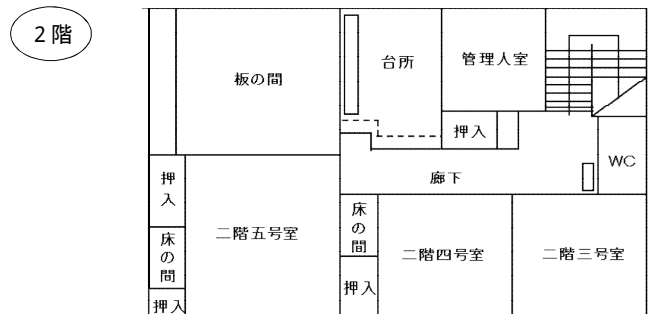 2階
板の間
台所
管理人室
押入
WC
廊下
押入
床の間
押入
二階五号室
床の間
押入
二階四号室
二階三号室